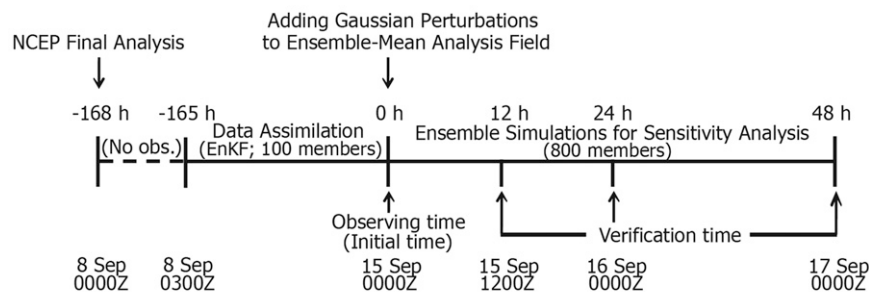 Adding Gaussian Perturbations
NCEP Final Analysis to Ensemble-Mean Analysis Field
-168 h -165 h 0 h 12 h 24 h 48 h
(No obs.) Data Assimilation Ensemble Simulations for Sensitivity Analysis
(EnKF; 100 members) (800 members)
Observing time
(Initial time) Verification time
8 Sep 8 Sep 15 Sep 15 Sep 16 Sep 17 Sep
0000Z 0300Z 0000Z 1200Z 0000Z 0000Z